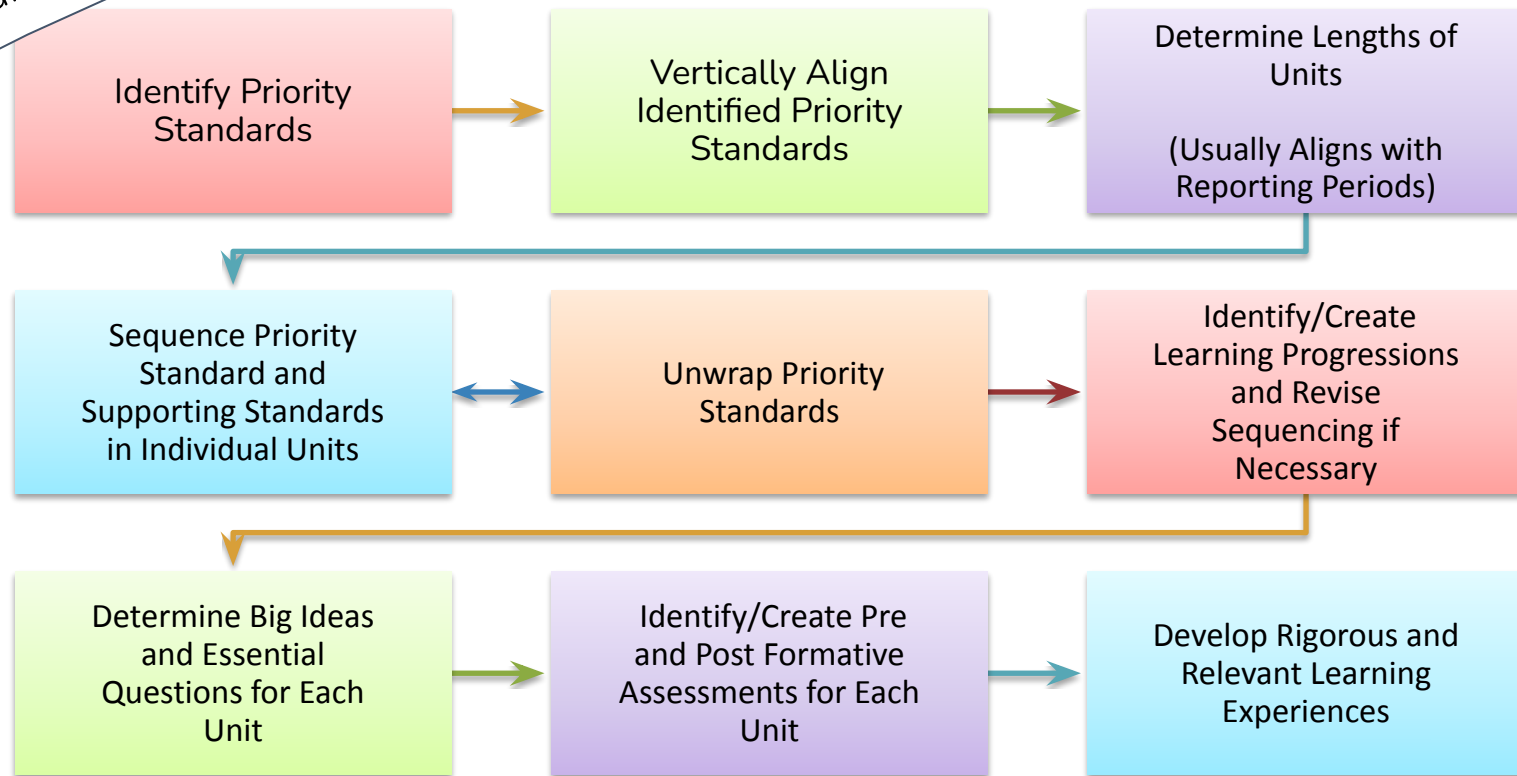 Identify Priority
Standards
Vertically Align
Identified Priority
Standards
Determine Lengths of
Units
(Usually Aligns with
Reporting Periods)
Sequence Priority
Standard and
Supporting Standards
in Individual Units
Unwrap Priority
Standards
Identify/Create
Learning Progressions
and Revise
Sequencing if
Necessary
Determine Big Ideas
and Essential
Questions for Each
Unit
Identify/Create Pre
and Post Formative
Assessments for Each
Unit
Develop Rigorous and
Relevant Learning
Experiences